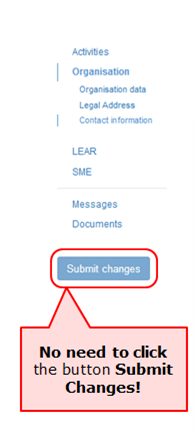 Activities
Organisation
Organisation data
Legal Address
Contact information
LEAR
SME
Messages
Documents
Submit changes
No need to click
the button Submit
Changes!